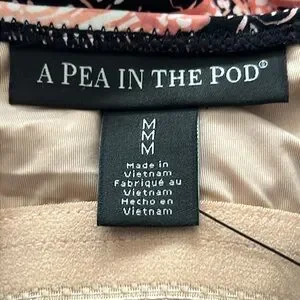 A PEA IN THE POD®
M
M
M
Made in
Vietnam
Fabriqué au
Vietnam
Hecho en
Vietnam